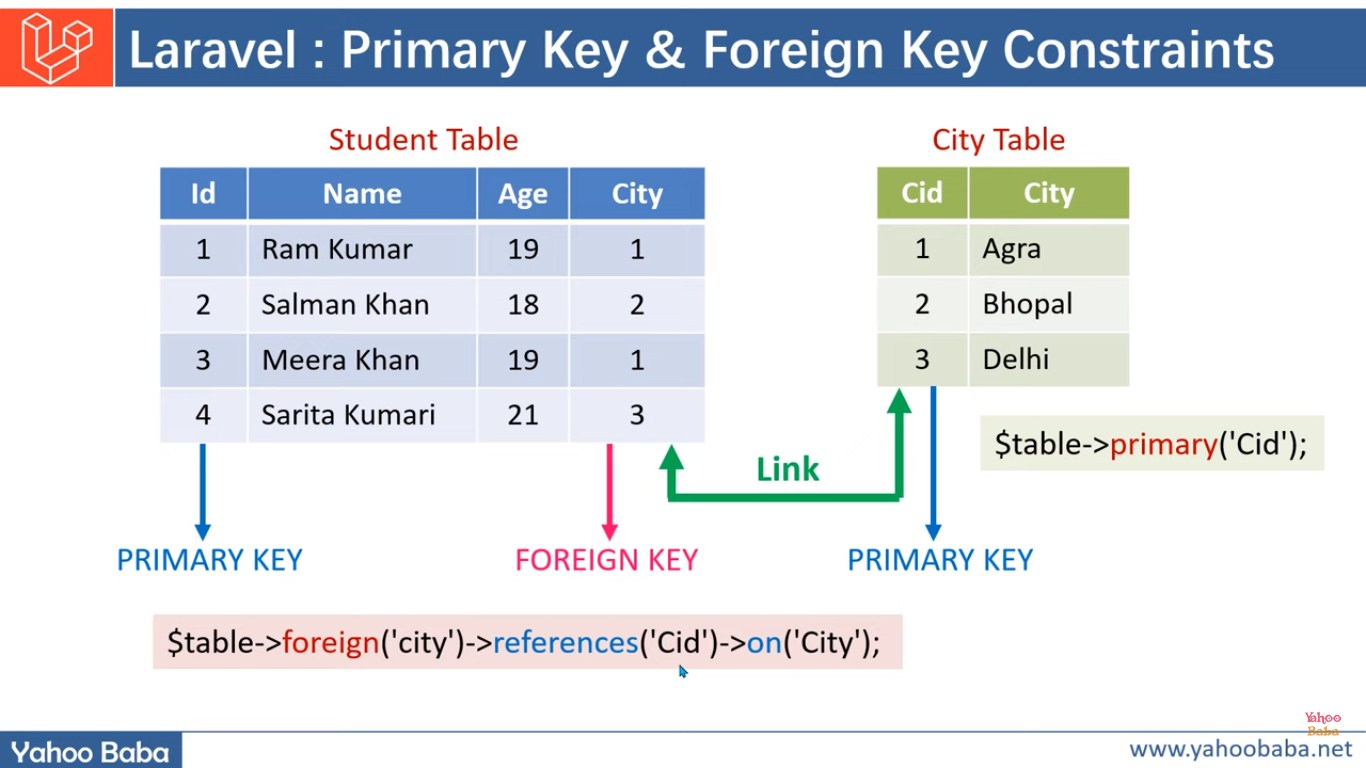 Laravel : Primary Key & Foreign Key Constraints
Student Table
Id Name Age City
1 Ram Kumar 19 1
2 Salman Khan 18 2
3 Meera Khan 19 1
4 Sarita Kumari 21 3
City Table
Cid City
1 Agra
2 Bhopal
3 Delhi
$table->primary('Cid');
Link
PRIMARY KEY
FOREIGN KEY
PRIMARY KEY
$table->foreign('city')->references('Cid')->on('City');
Yahoo
Baba
Yahoo Baba
www.yahoobaba.net